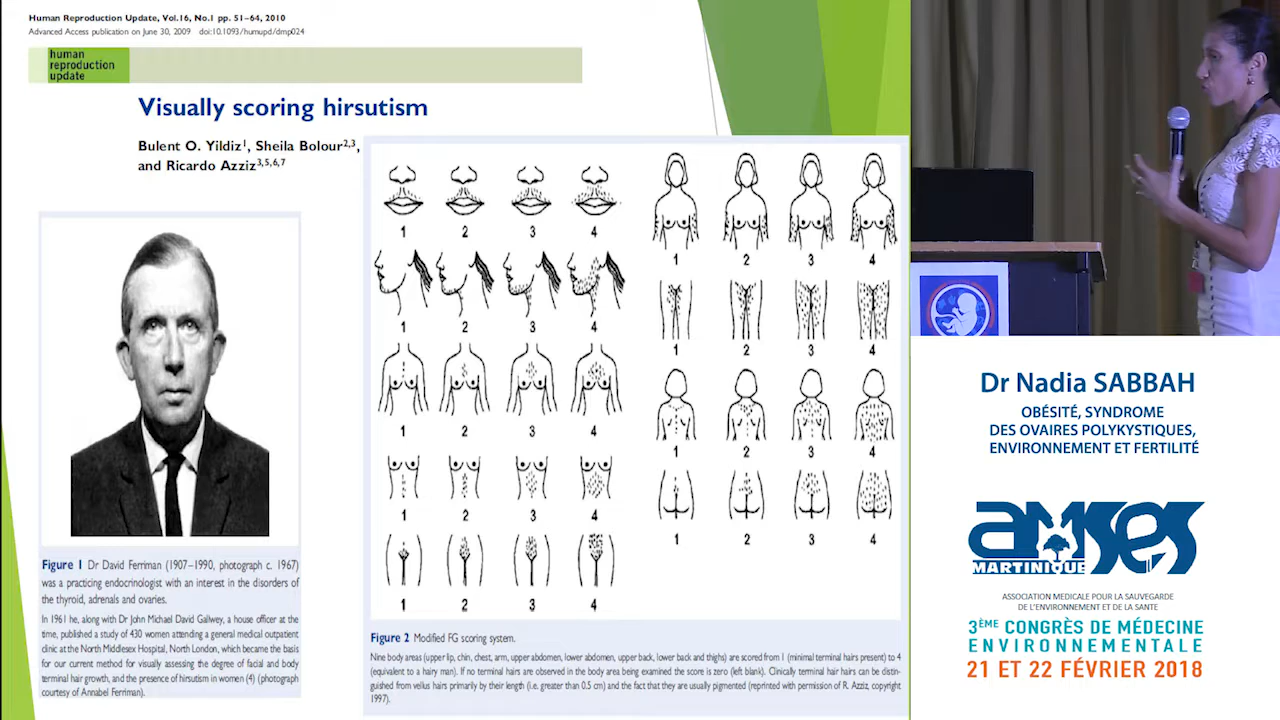 Human Reproduction Update, Vol.16, No.1 pp. 51–64, 2010
Advanced Access publication on June 30, 2009 doi:10.1093/humupd/dmp024
human
reproduction
update
Visually scoring hirsutism
Bulent O. Yildiz1, Sheila Bolour2,3,
and Ricardo Azziz3,5,6,7
Figure 1 Dr David Ferriman (1907–1990, photograph c. 1967)
was a practicing endocrinologist with an interest in the disorders of
the thyroid, adrenals and ovaries.
In 1961 he, along with Dr John Michael David Gallwey, a house officer at the
time, published a study of 430 women attending a general medical outpatient
clinic at the North Middlesex Hospital, North London, which became the basis
for our current method for visually assessing the degree of facial and body
terminal hair growth, and the presence of hirsutism in women (4) (photograph
courtesy of Annabel Ferriman).
1 2 3 4
1 2 3 4
1 2 3 4
1 2 3 4
1 2 3 4
1 2 3 4
1 2 3 4
1 2 3 4
1 2 3 4
Figure 2 Modified FG scoring system.
Nine body areas (upper lip, chin, chest, arm, upper abdomen, lower abdomen, upper back, lower back and thighs) are scored from 1 (minimal terminal hairs present) to 4
(equivalent to a hairy man). If no terminal hairs are observed in the body area being examined the score is zero (left blank). Clinically terminal hair hairs can be distin-
guished from vellus hairs primarily by their length (i.e. greater than 0.5 cm) and the fact that they are usually pigmented (reprinted with permission of R. Azziz, copyright
1997).
Dr Nadia SABBAH
OBÉSITÉ, SYNDROME
DES OVAIRES POLYKYSTIQUES,
ENVIRONNEMENT ET FERTILITÉ
AMSES
MARTINIQUE
ASSOCIATION MEDICALE POUR LA SAUVEGARDE
DE L'ENVIRONNEMENT ET DE LA SANTE
3ÈME CONGRÈS DE MÉDECINE
ENVIRONNEMENTALE
21 ET 22 FÉVRIER 2018